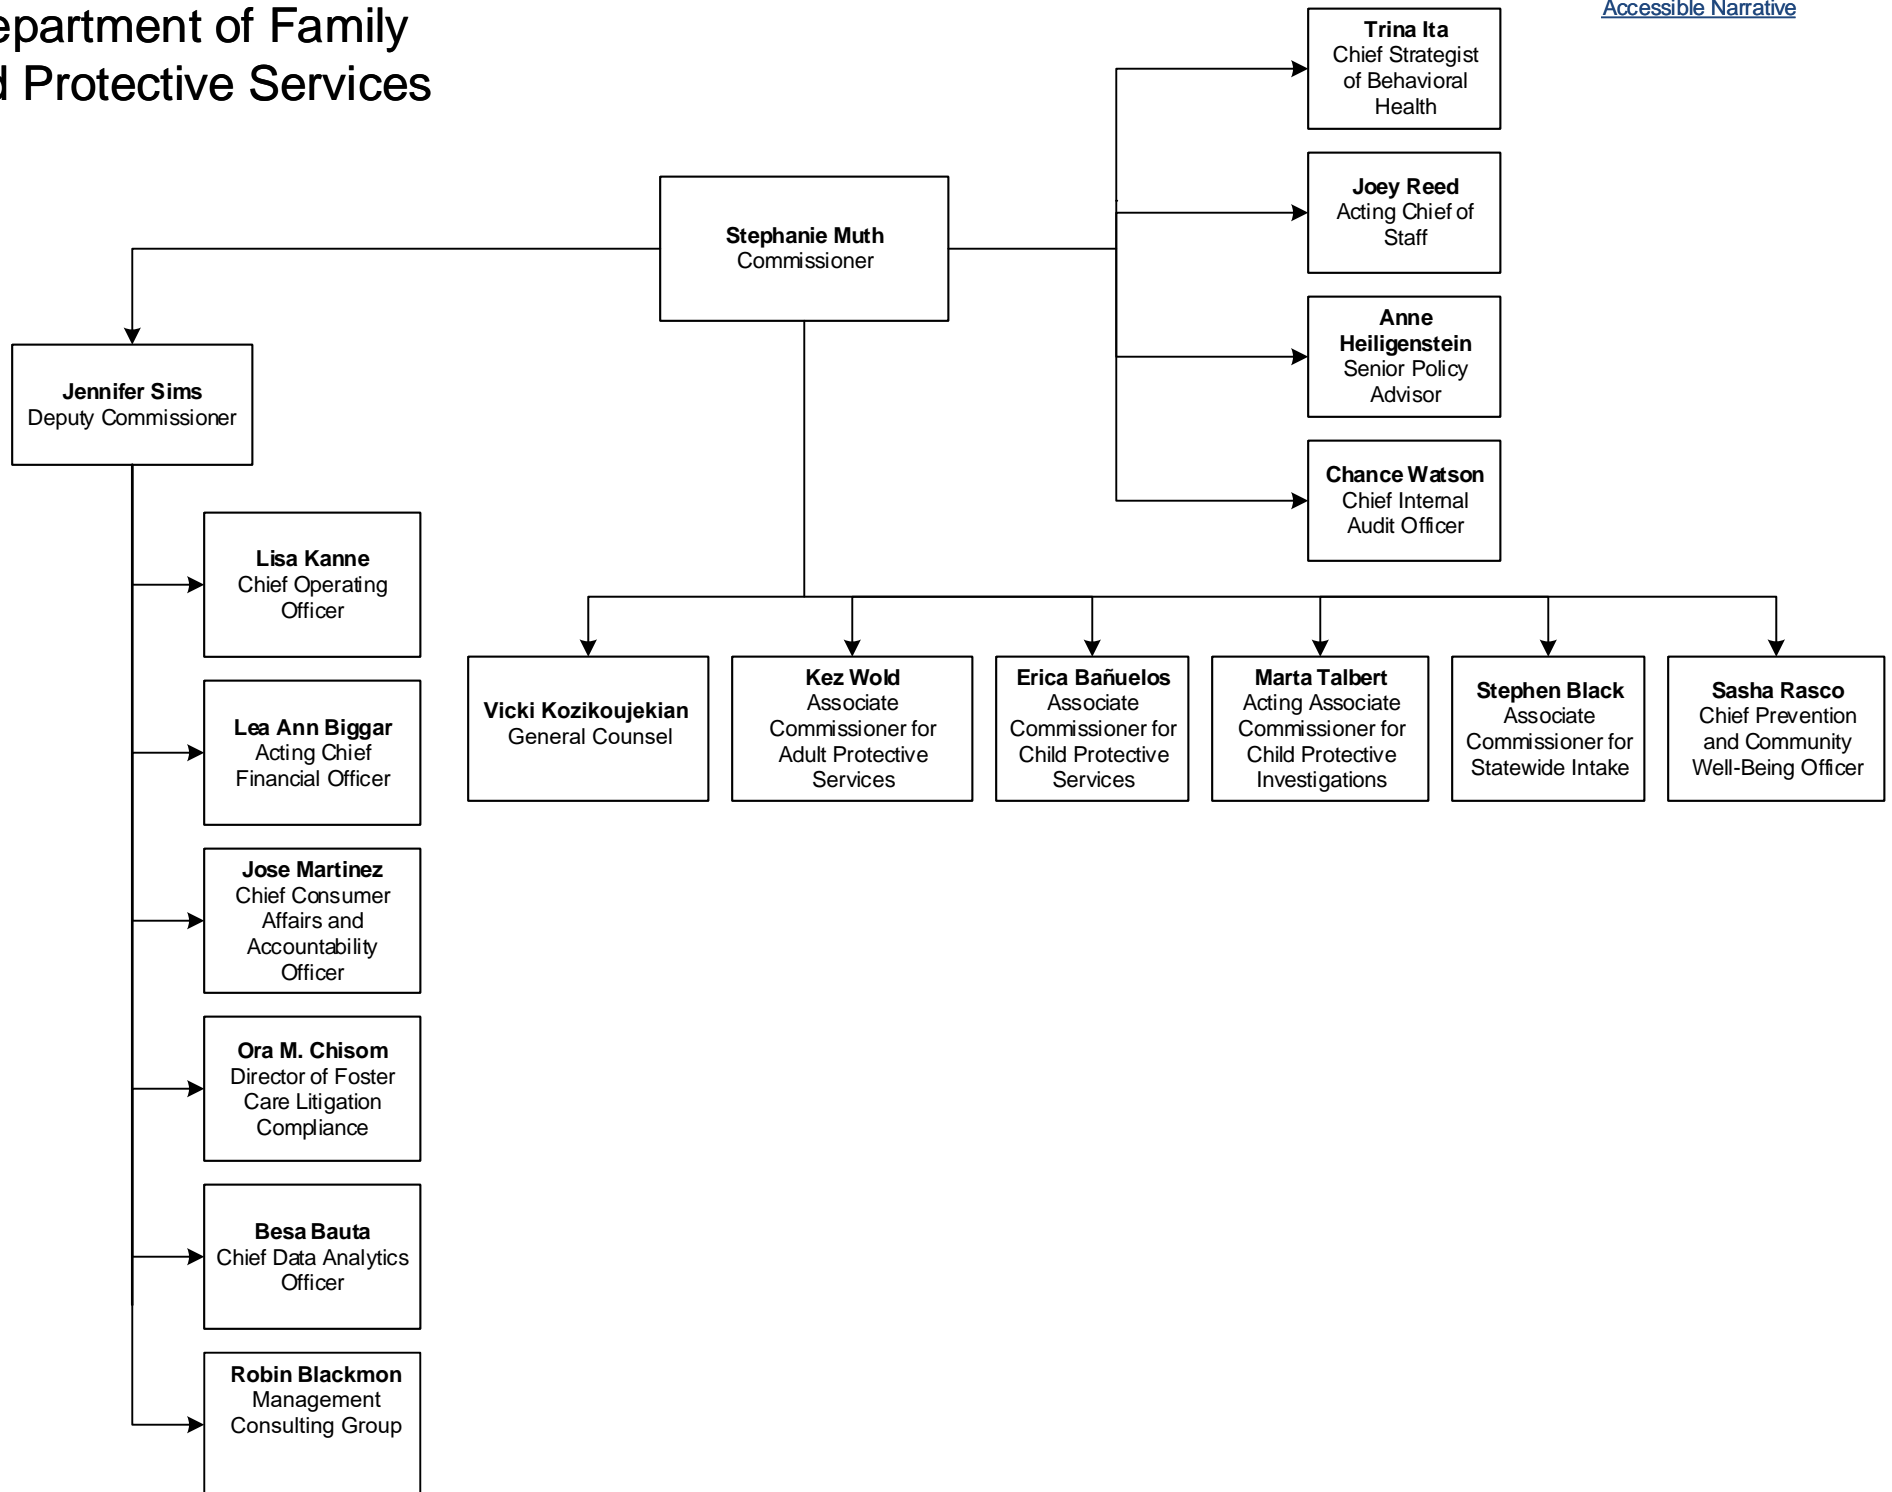 epartment of Family
d Protective Services
Accessible Narrative
Trina Ita
Chief Strategist
of Behavioral
Health
Joey Reed
Acting Chief of
Staff
Stephanie Muth
Commissioner
Anne
Heiligenstein
Senior Policy
Advisor
Jennifer Sims
Deputy Commissioner
Chance Watson
Chief Internal
Audit Officer
Lisa Kanne
Chief Operating
Officer
Lea Ann Biggar
Acting Chief
Financial Officer
Vicki Kozikoujekian
General Counsel
Kez Wold
Associate
Commissioner for
Adult Protective
Services
Erica Bañuelos
Associate
Commissioner for
Child Protective
Services
Marta Talbert
Acting Associate
Commissioner for
Child Protective
Investigations
Stephen Black
Associate
Commissioner for
Statewide Intake
Sasha Rasco
Chief Prevention
and Community
Well-Being Officer
Jose Martinez
Chief Consumer
Affairs and
Accountability
Officer
Ora M. Chisom
Director of Foster
Care Litigation
Compliance
Besa Bauta
Chief Data Analytics
Officer
Robin Blackmon
Management
Consulting Group